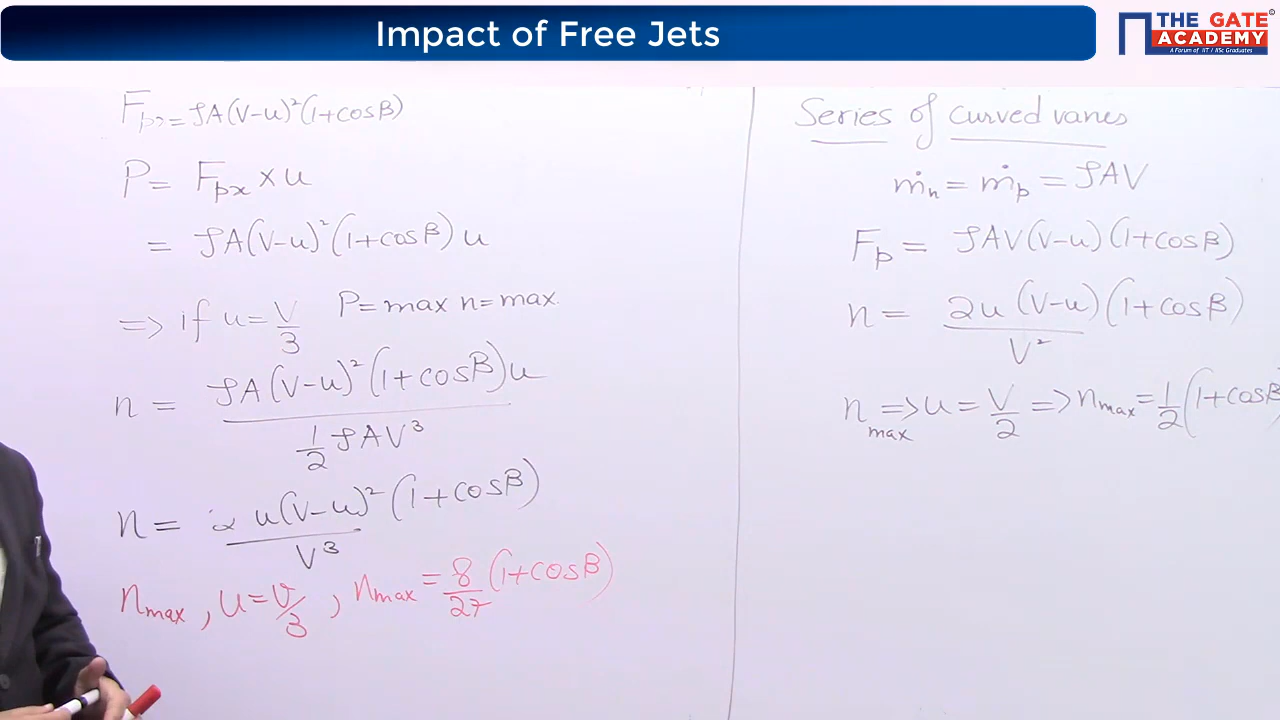 Impact of Free Jets
THE GATE ACADEMY
A Forum of IIT / IISc Graduates
Fpx = ρA(V-u)²(1+cosβ)
P = Fpx × u
= ρA(V-u)²(1+cosβ) u
=> if u = V/3 P=max η=max.
η = ρA(V-u)²(1+cosβ)u / ½ ρAV³
η = 2 u(V-u)²(1+cosβ) / V³
ηmax, u = V/3, ηmax = 8/27 (1+cosβ)
Series of curved vanes
ṁn = ṁp = ρAV
Fp = ρAV(V-u)(1+cosβ)
η = 2u(V-u)(1+cosβ) / V²
ηmax => u = V/2 => ηmax = ½(1+cosβ